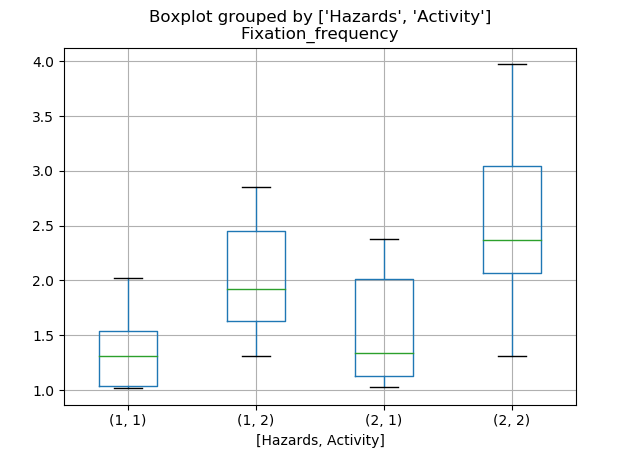 Boxplot grouped by ['Hazards', 'Activity']
Fixation_frequency
4.0
3.5
3.0
2.5
2.0
1.5
1.0
(1, 1) (1, 2) (2, 1) (2, 2)
[Hazards, Activity]